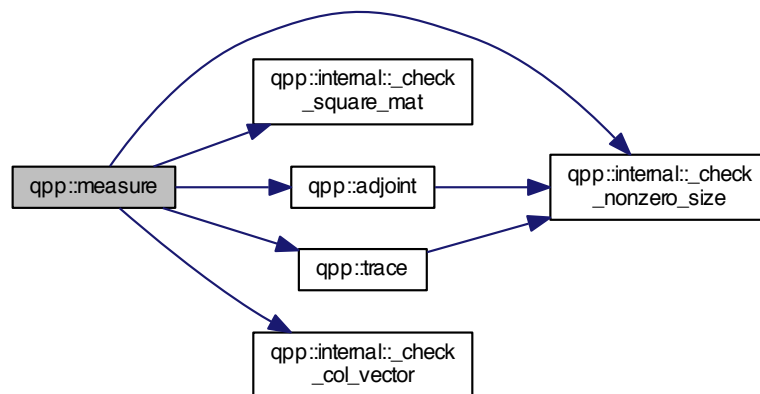 qpp::measure
qpp::internal::_check
_square_mat
qpp::adjoint
qpp::trace
qpp::internal::_check
_col_vector
qpp::internal::_check
_nonzero_size